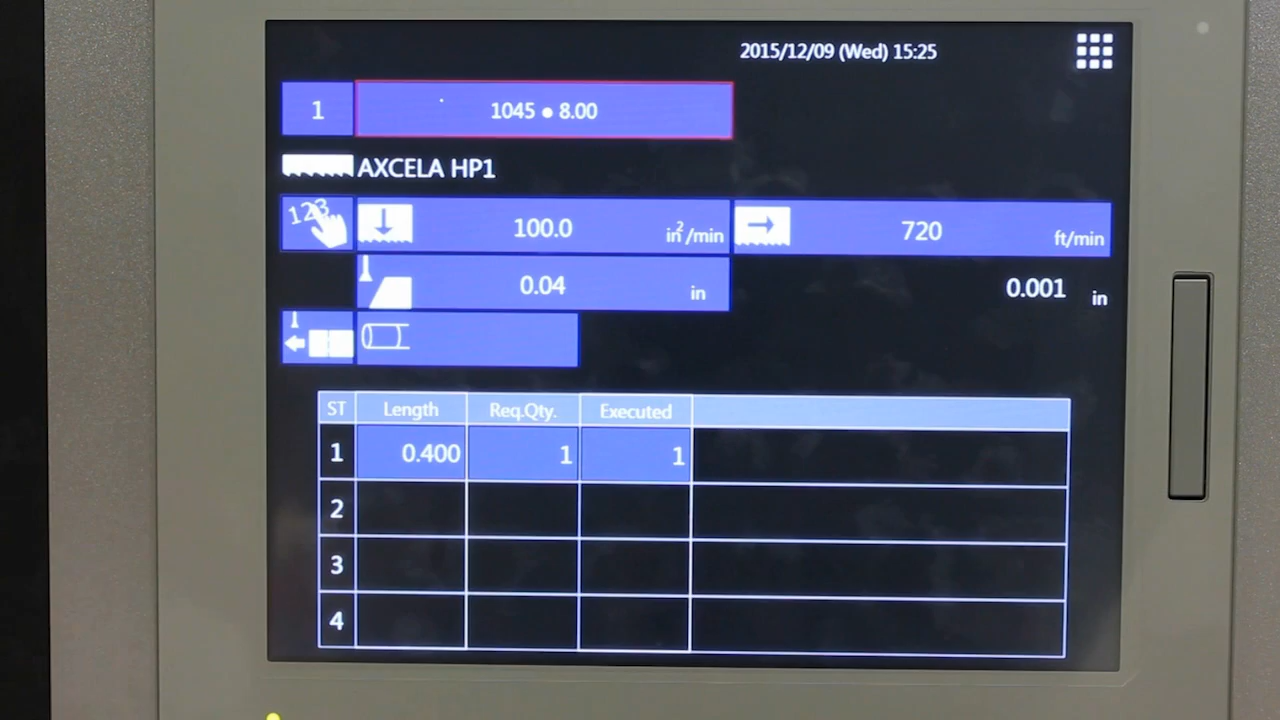 2015/12/09 (Wed) 15:25
1 1045 ● 8.00
AXCELA HP1
123 100.0 in²/min 720 ft/min
0.04 in 0.001 in
ST Length Req.Qty. Executed
1 0.400 1 1
2
3
4